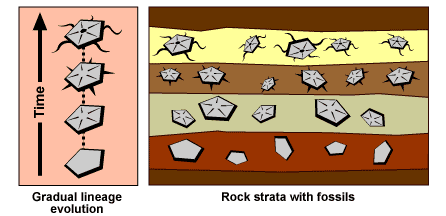 Time
Gradual lineage
evolution
Rock strata with fossils